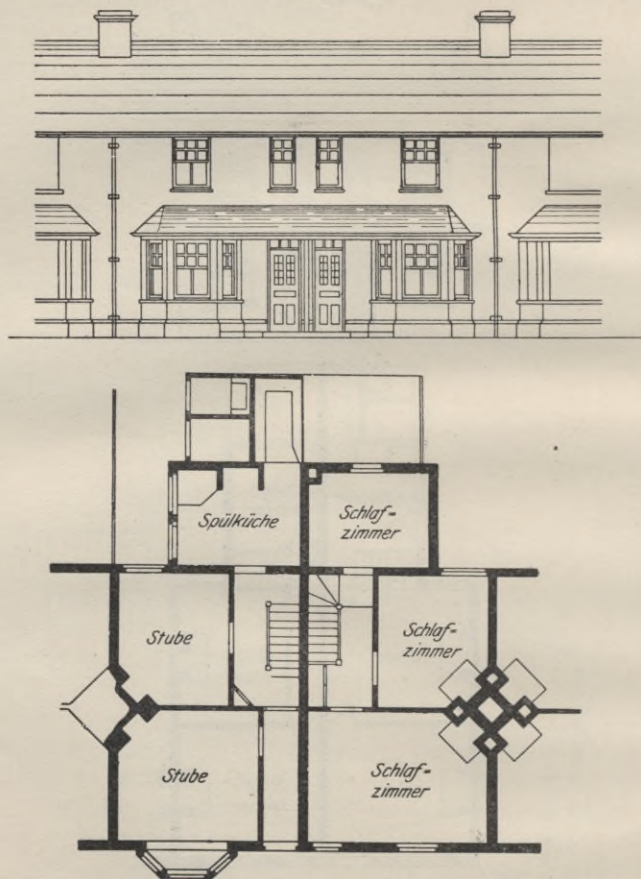 Spülküche
Schlaf=
zimmer
Stube
Schlaf=
zimmer
Stube
Schlaf=
zimmer